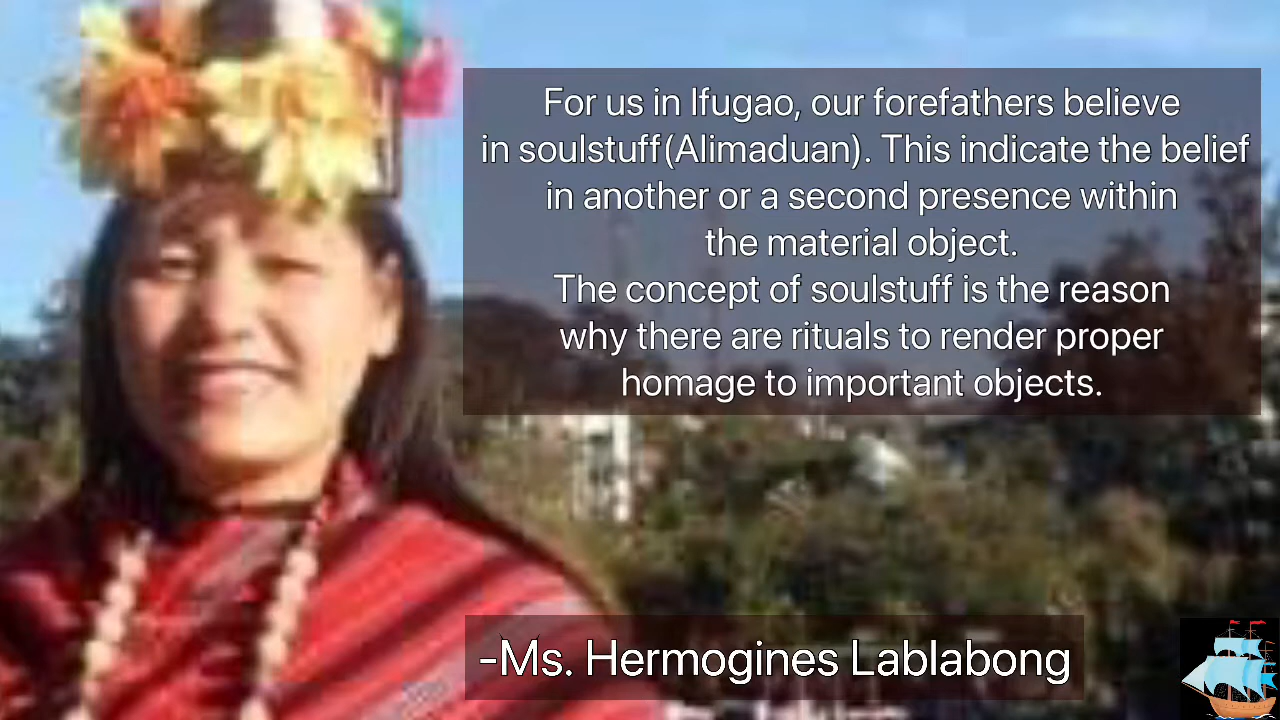 For us in Ifugao, our forefathers believe
in soulstuff(Alimaduan). This indicate the belief
in another or a second presence within
the material object.
The concept of soulstuff is the reason
why there are rituals to render proper
homage to important objects.
-Ms. Hermogines Lablabong